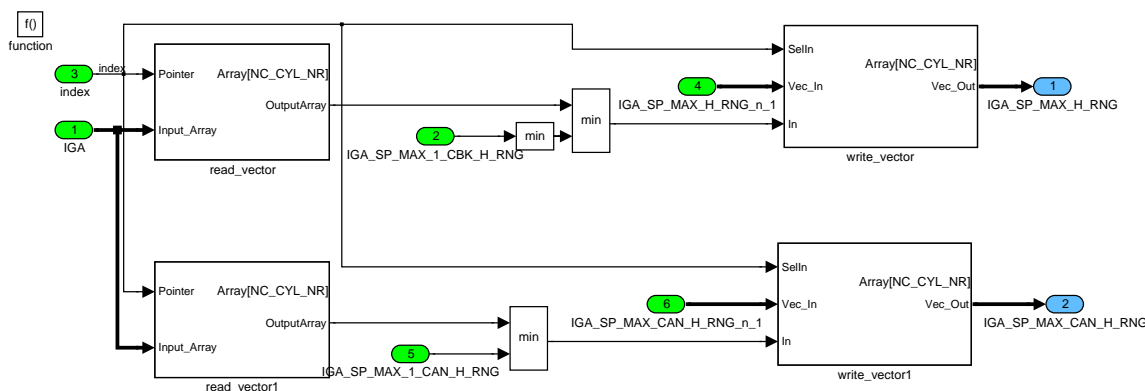 f()
function
3
index
index
1
IGA
Pointer
Array[NC_CYL_NR]
OutputArray
Input_Array
read_vector
2
IGA_SP_MAX_1_CBK_H_RNG
min
min
4
IGA_SP_MAX_H_RNG_n_1
SelIn
Array[NC_CYL_NR]
Vec_In
Vec_Out
In
write_vector
1
IGA_SP_MAX_H_RNG
Pointer
Array[NC_CYL_NR]
OutputArray
Input_Array
read_vector1
5
IGA_SP_MAX_1_CAN_H_RNG
min
6
IGA_SP_MAX_CAN_H_RNG_n_1
SelIn
Array[NC_CYL_NR]
Vec_In
Vec_Out
In
write_vector1
2
IGA_SP_MAX_CAN_H_RNG